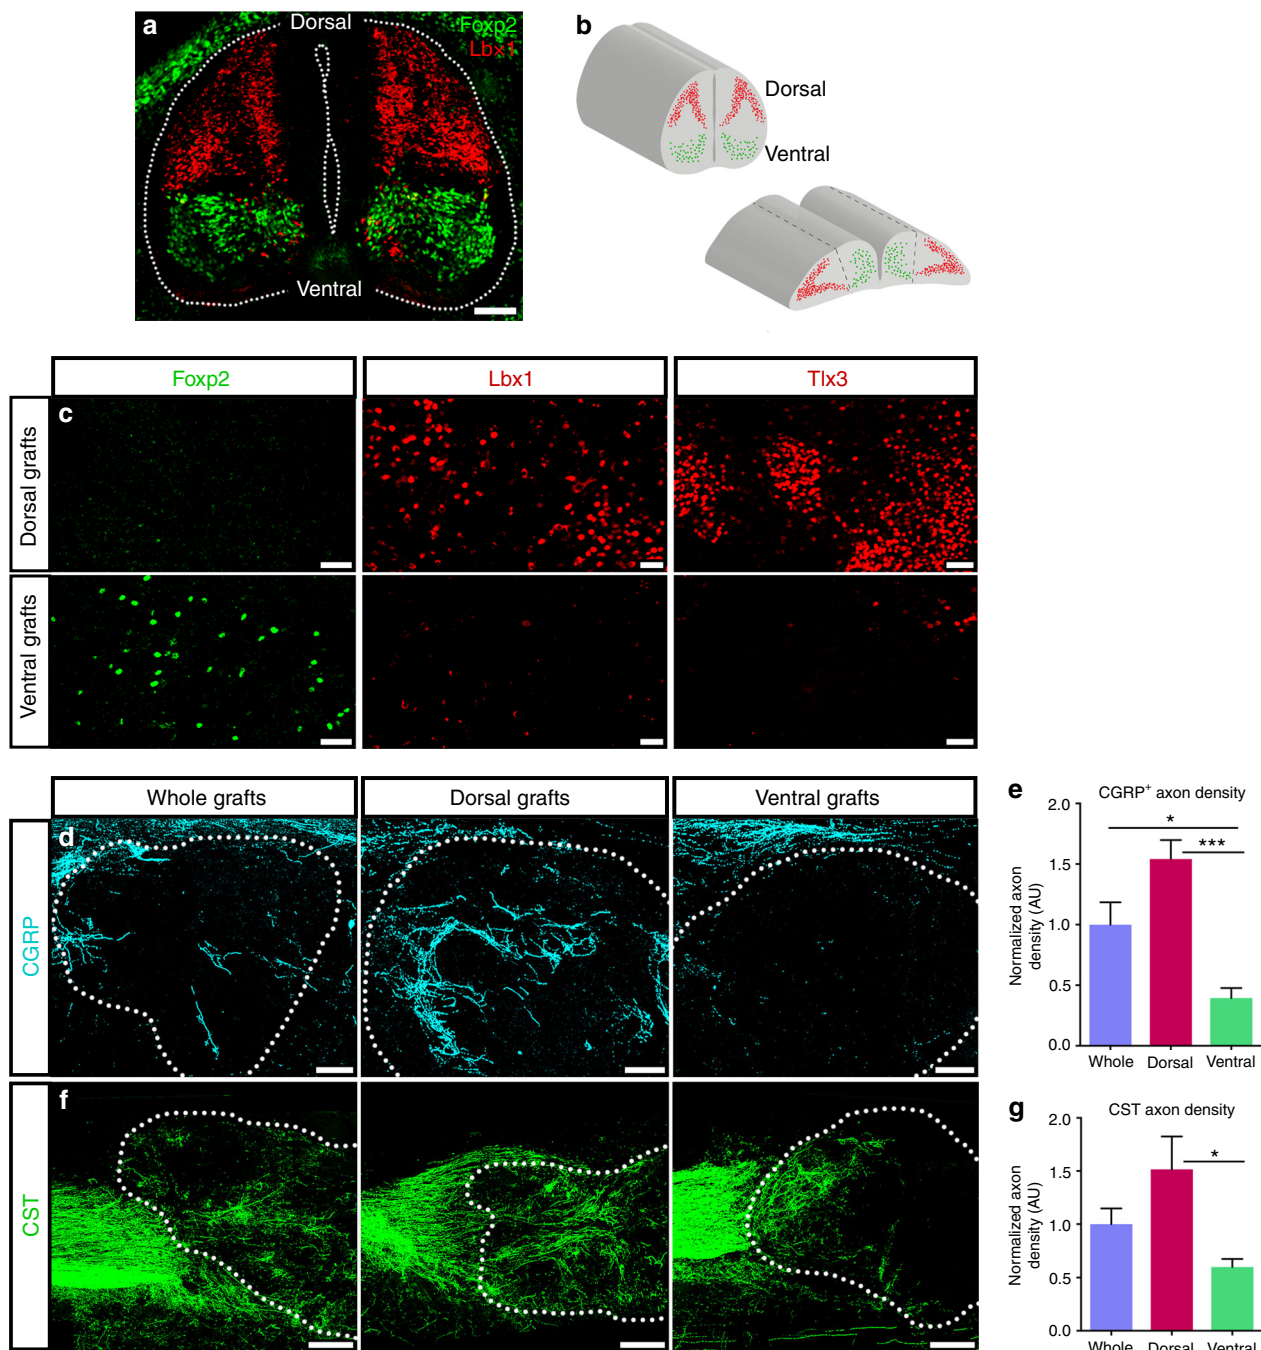 a
Dorsal
Foxp2
Lbx1
Ventral
b
Dorsal
Ventral
Foxp2
Lbx1
Tlx3
Dorsal grafts
c
Ventral grafts
Whole grafts
Dorsal grafts
Ventral grafts
CGRP
d
e
CGRP+ axon density
Normalized axon
density (AU)
2.0
*
***
1.5
1.0
0.5
0.0
Whole
Dorsal
Ventral
CST
f
g
CST axon density
Normalized axon
density (AU)
2.0
*
1.5
1.0
0.5
0.0
Whole
Dorsal
Ventral